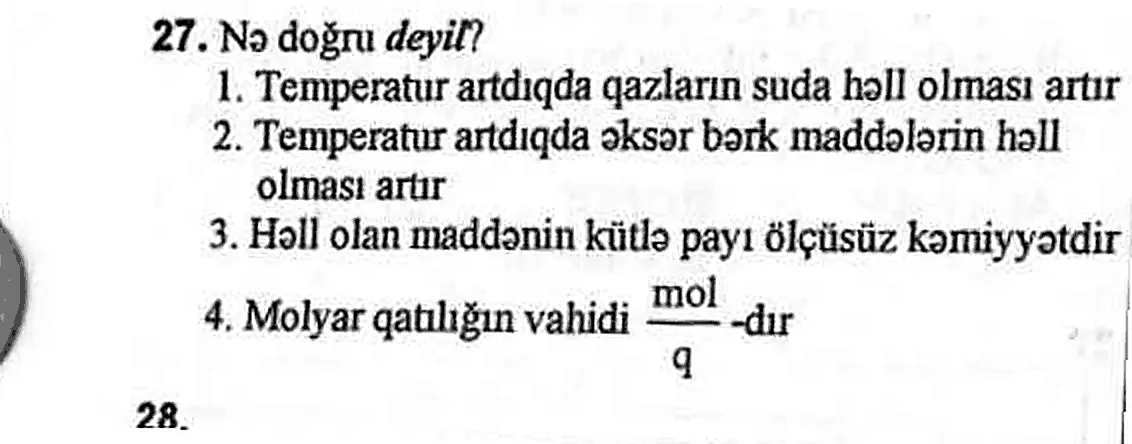 27. Nə doğru deyil?
1. Temperatur artdıqda qazların suda həll olması artır
2. Temperatur artdıqda əksər bərk maddələrin həll
olması artır
3. Həll olan maddənin kütlə payı ölçüsüz kəmiyyətdir
4. Molyar qatılığın vahidi mol/q -dır
28.